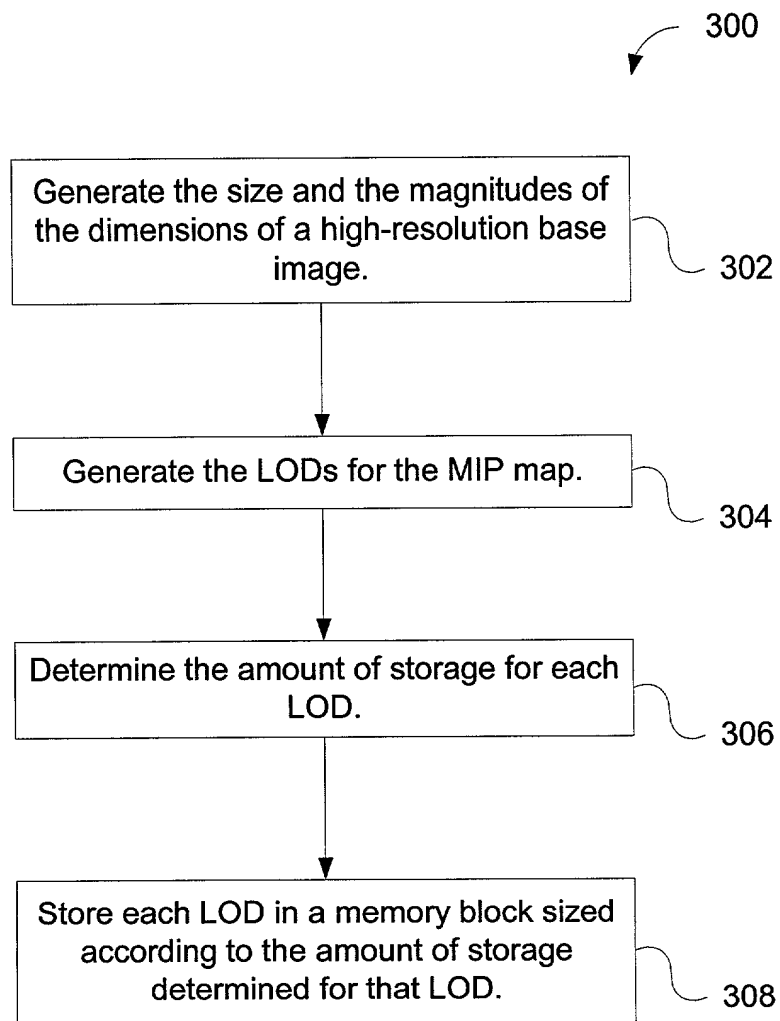 300
Generate the size and the magnitudes of
the dimensions of a high-resolution base
image.
302
Generate the LODs for the MIP map.
304
Determine the amount of storage for each
LOD.
306
Store each LOD in a memory block sized
according to the amount of storage
determined for that LOD.
308